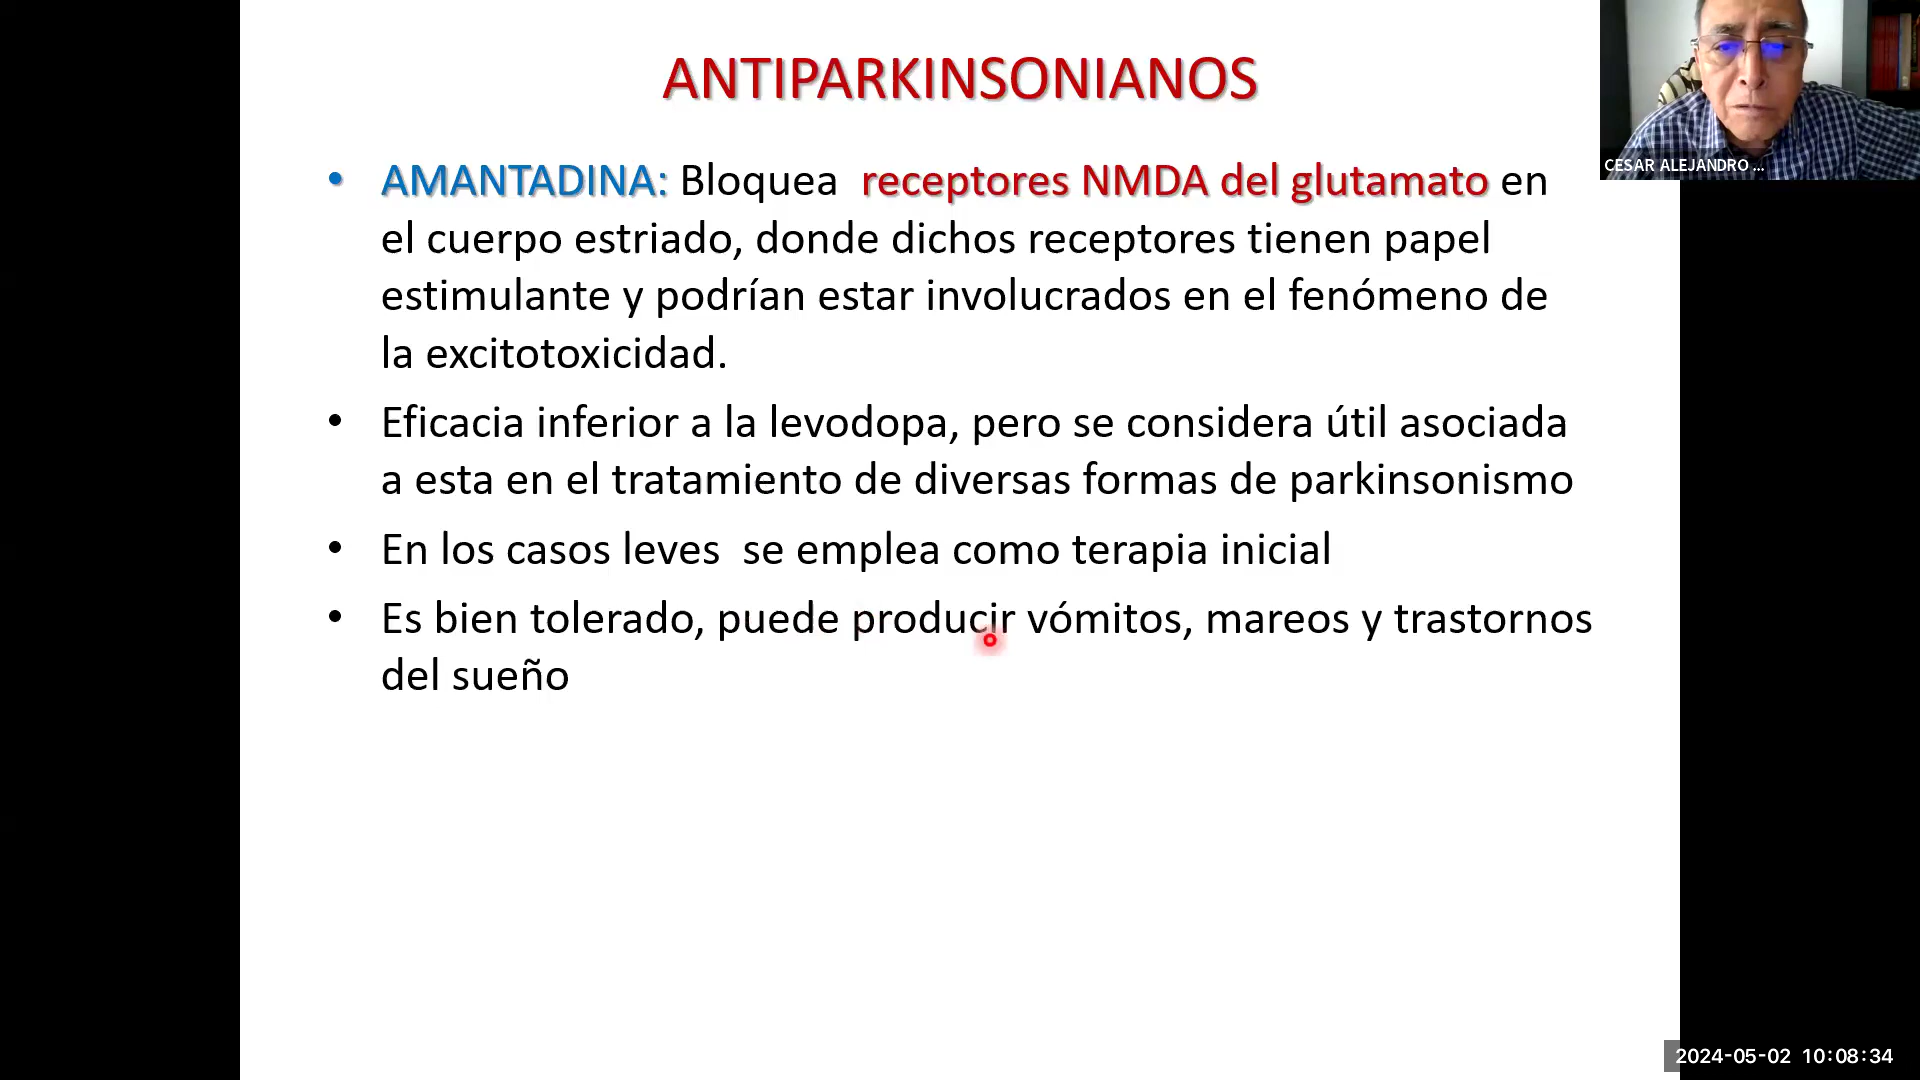 ANTIPARKINSONIANOS
• AMANTADINA: Bloquea receptores NMDA del glutamato en
el cuerpo estriado, donde dichos receptores tienen papel
estimulante y podrían estar involucrados en el fenómeno de
la excitotoxicidad.
• Eficacia inferior a la levodopa, pero se considera útil asociada
a esta en el tratamiento de diversas formas de parkinsonismo
• En los casos leves se emplea como terapia inicial
• Es bien tolerado, puede producir vómitos, mareos y trastornos
del sueño
CESAR ALEJANDRO ...
2024-05-02 10:08:34